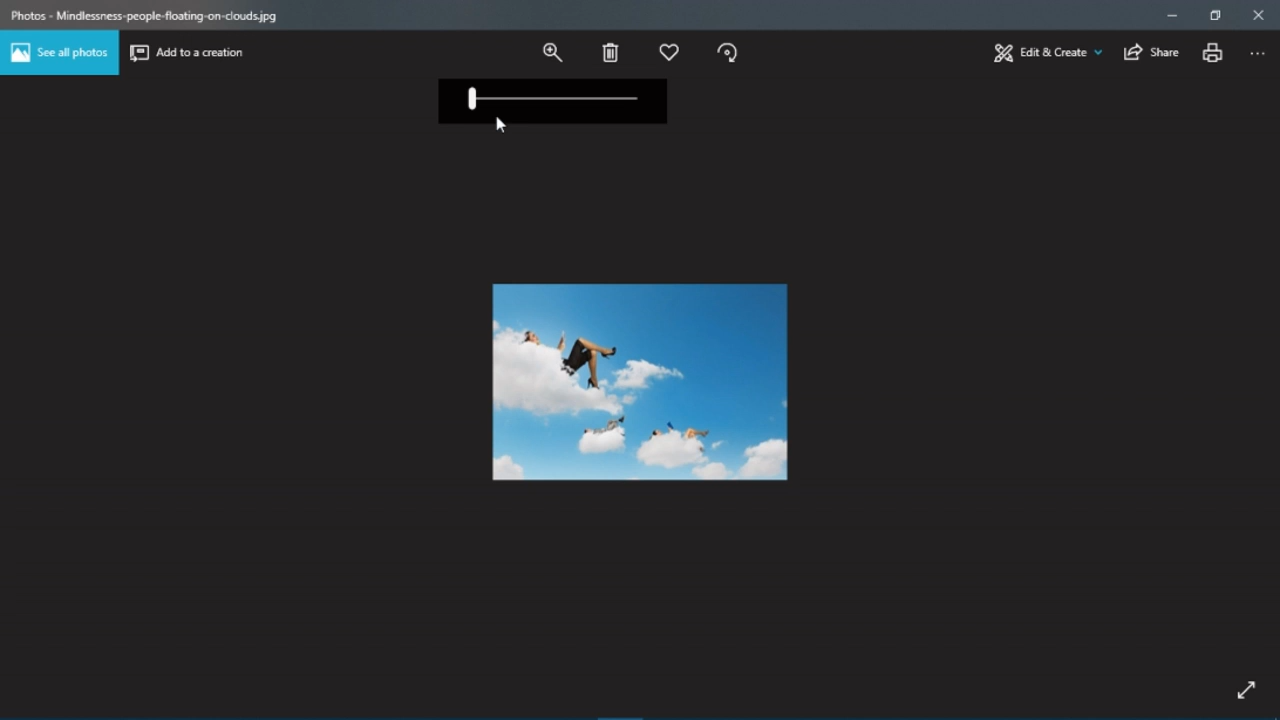 Photos - Mindlessness-people-floating-on-clouds.jpg
See all photos
Add to a creation
Edit & Create
Share